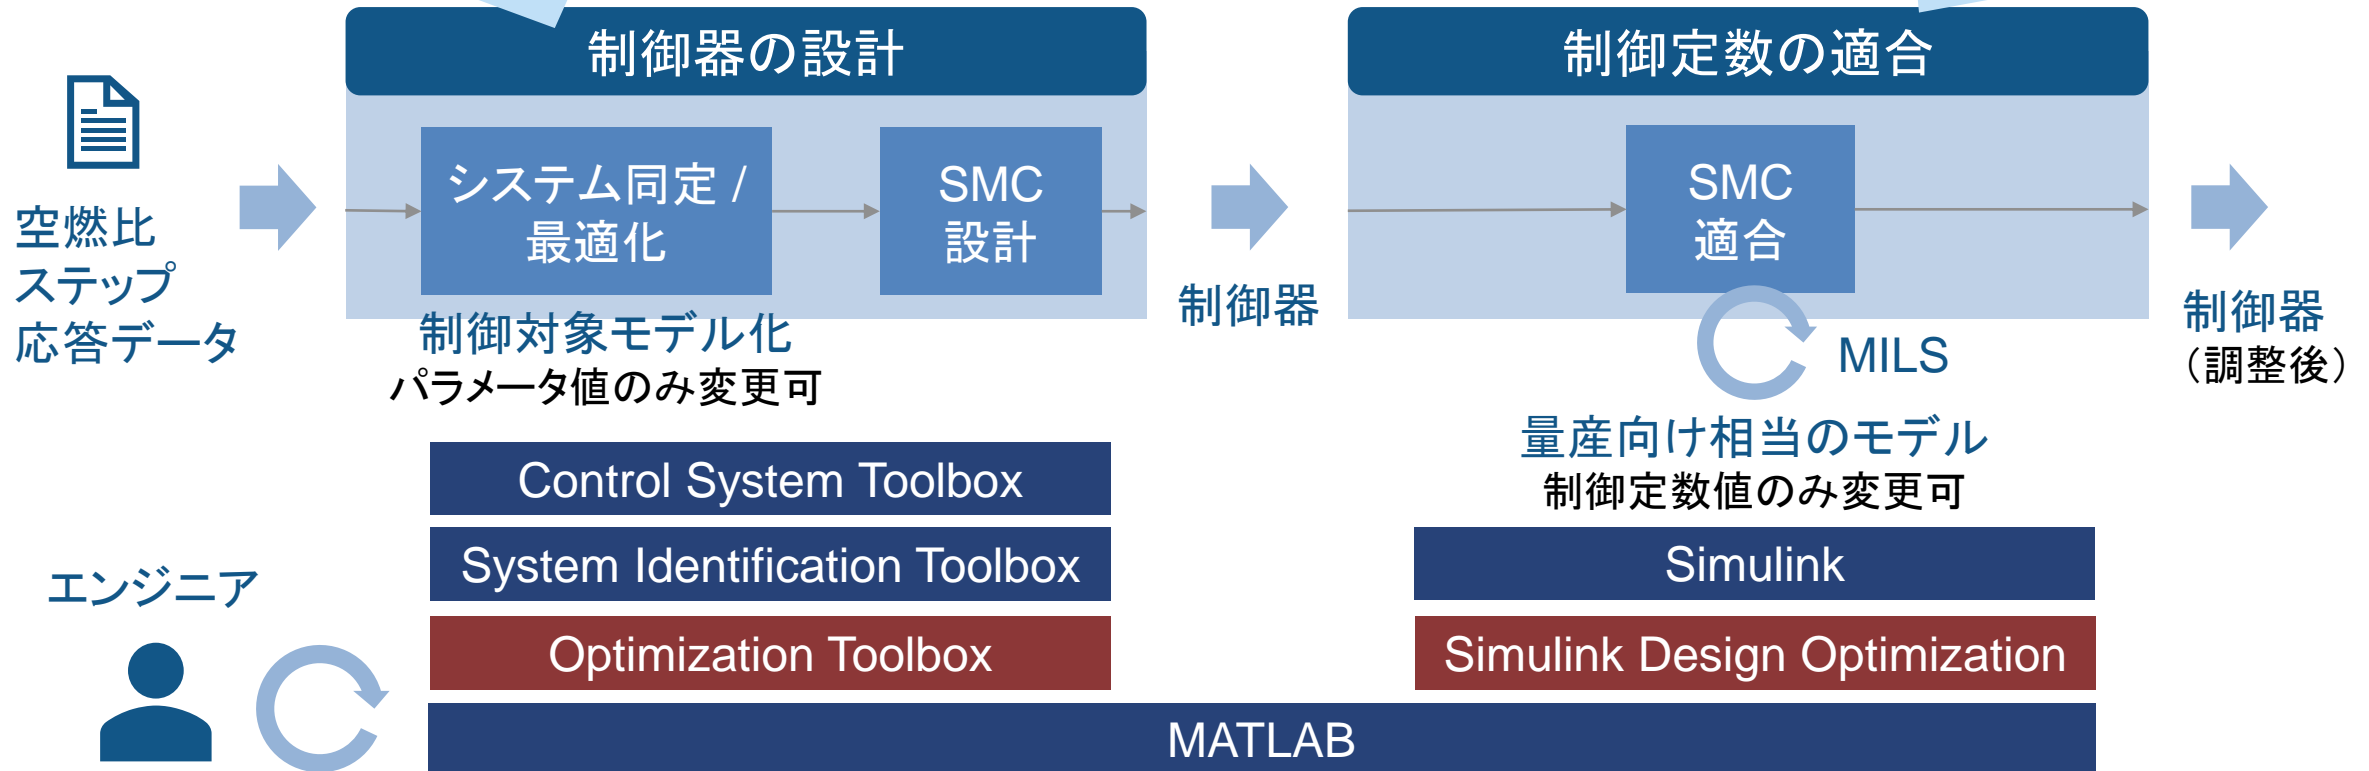 制御器の設計
制御定数の適合
空燃比
ステップ
応答データ
システム同定 /
最適化
SMC
設計
制御対象モデル化
パラメータ値のみ変更可
制御器
SMC
適合
MILS
量産向け相当のモデル
制御定数値のみ変更可
制御器
（調整後）
Control System Toolbox
System Identification Toolbox
Optimization Toolbox
Simulink
Simulink Design Optimization
MATLAB
エンジニア